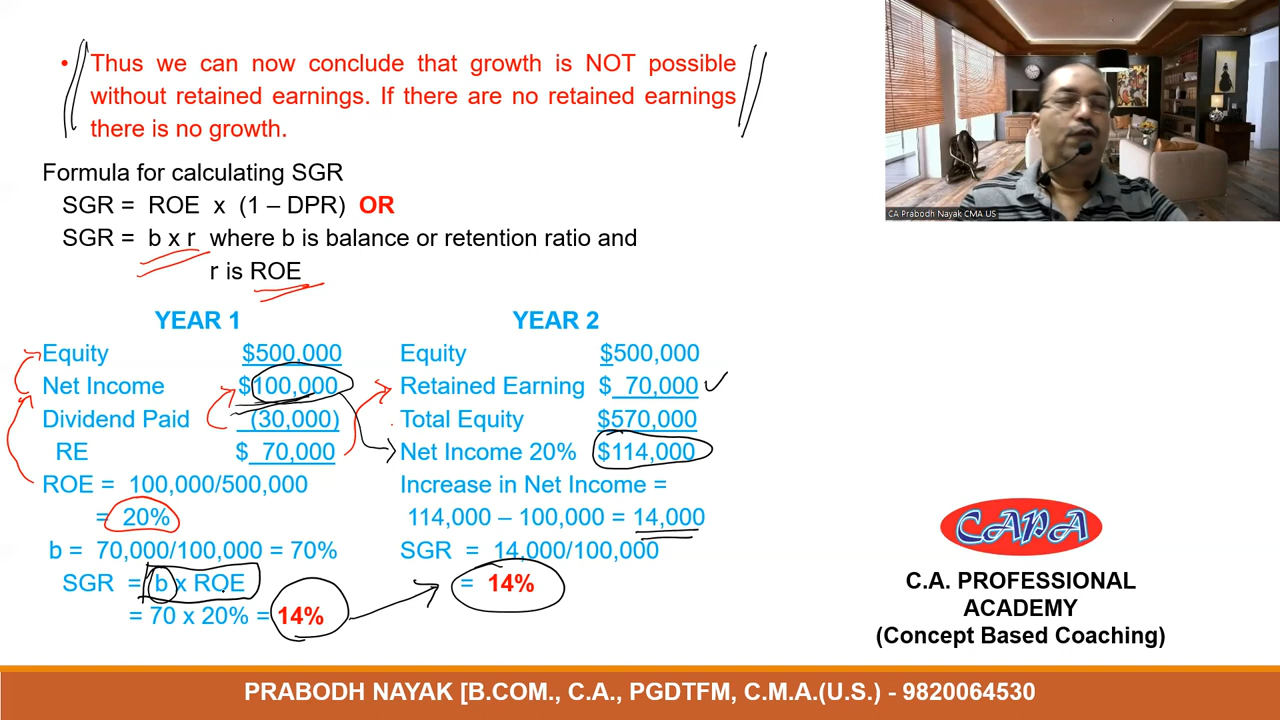 • Thus we can now conclude that growth is NOT possible
without retained earnings. If there are no retained earnings
there is no growth.
Formula for calculating SGR
SGR = ROE x (1 – DPR) OR
SGR = b x r where b is balance or retention ratio and
r is ROE
YEAR 1
Equity $500,000
Net Income $100,000
Dividend Paid (30,000)
RE $ 70,000
ROE = 100,000/500,000
= 20%
b = 70,000/100,000 = 70%
SGR = b x ROE
= 70 x 20% = 14%
YEAR 2
Equity $500,000
Retained Earning $ 70,000
Total Equity $570,000
Net Income 20% $114,000
Increase in Net Income =
114,000 – 100,000 = 14,000
SGR = 14,000/100,000
= 14%
CA Prabodh Nayak CMA US
CAPA
C.A. PROFESSIONAL
ACADEMY
(Concept Based Coaching)
PRABODH NAYAK [B.COM., C.A., PGDTFM, C.M.A.(U.S.) - 9820064530